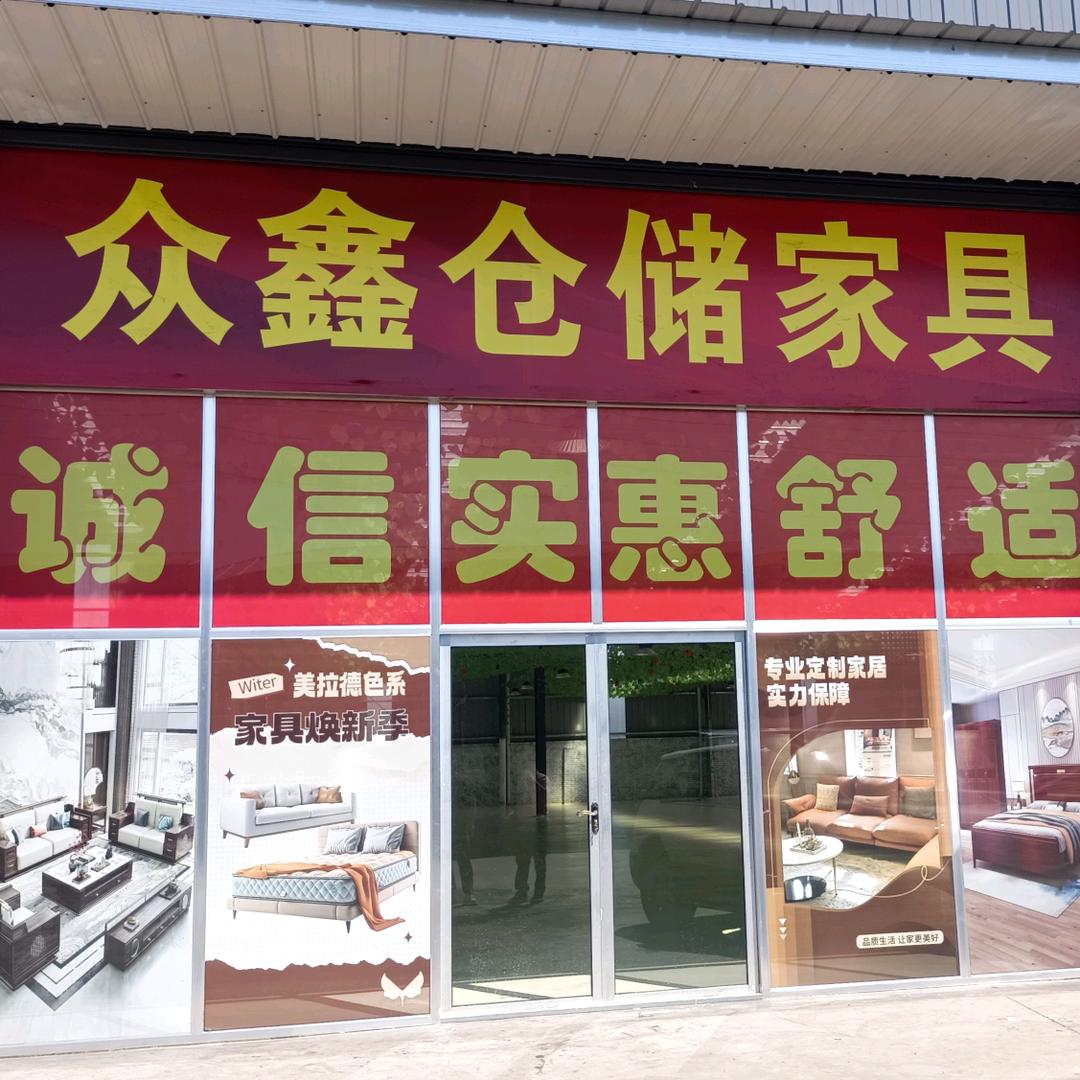 众鑫仓储家具
诚信实惠舒适
Witer 美拉德色系
家具焕新季
专业定制家居
实力保障
品质生活 让家更美好